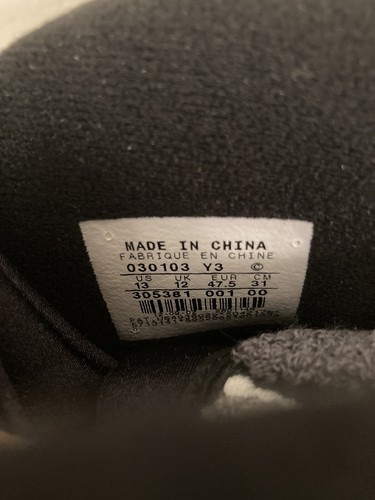 MADE IN CHINA
FABRIQUE EN CHINE
030103 Y3 ©
US UK EUR CM
13 12 47.5 31
305381 001 00